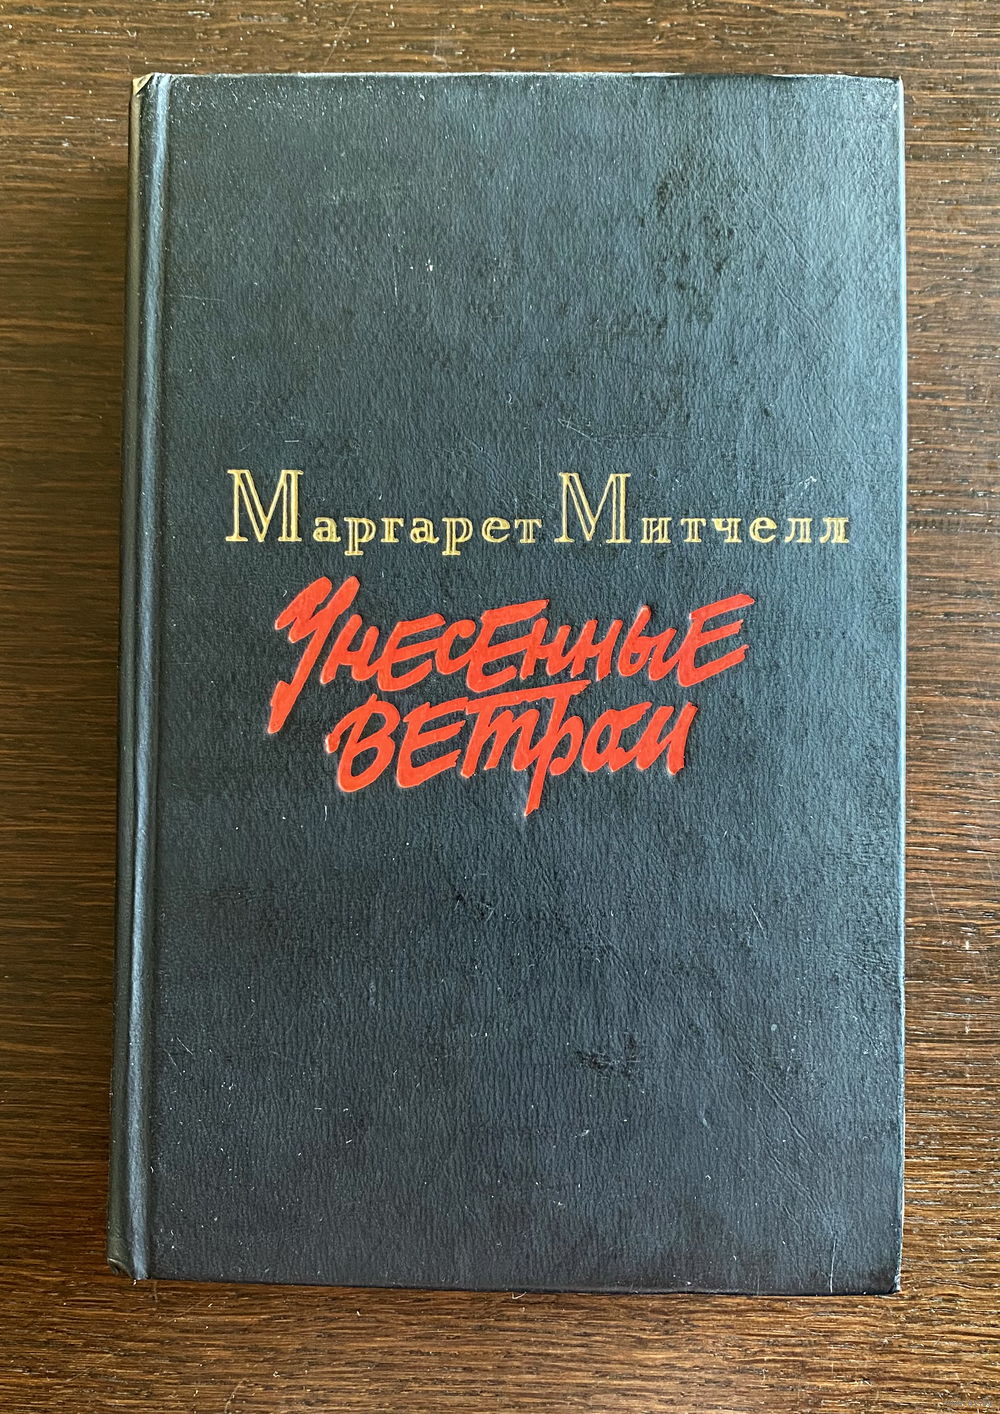 Маргарет Митчелл
Унесенные
ветром